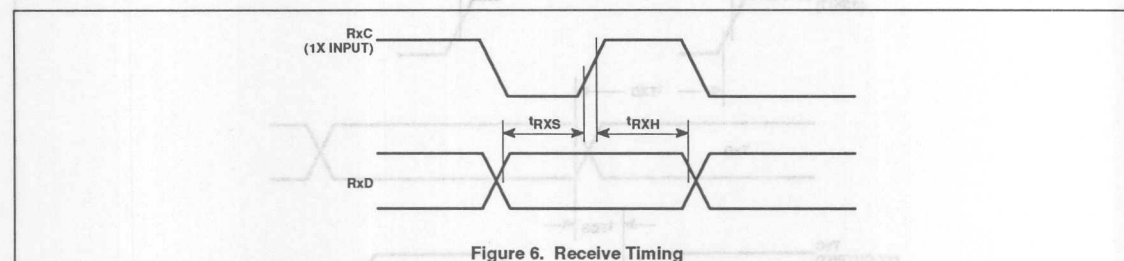 RxC
(1X INPUT)
tRXS
tRXH
RxD
Figure 6. Receive Timing